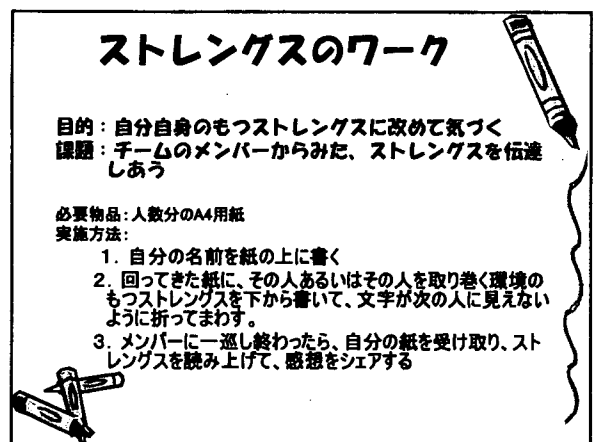 ストレングスのワーク
目的：自分自身のもつストレングスに改めて気づく
課題：チームのメンバーからみた、ストレングスを伝達
しあう
必要物品：人数分のA4用紙
実施方法：
1．自分の名前を紙の上に書く
2．回ってきた紙に、その人あるいはその人を取り巻く環境の
もつストレングスを下から書いて、文字が次の人に見えない
ように折ってまわす。
3．メンバーに一巡し終わったら、自分の紙を受け取り、スト
レングスを読み上げて、感想をシェアする